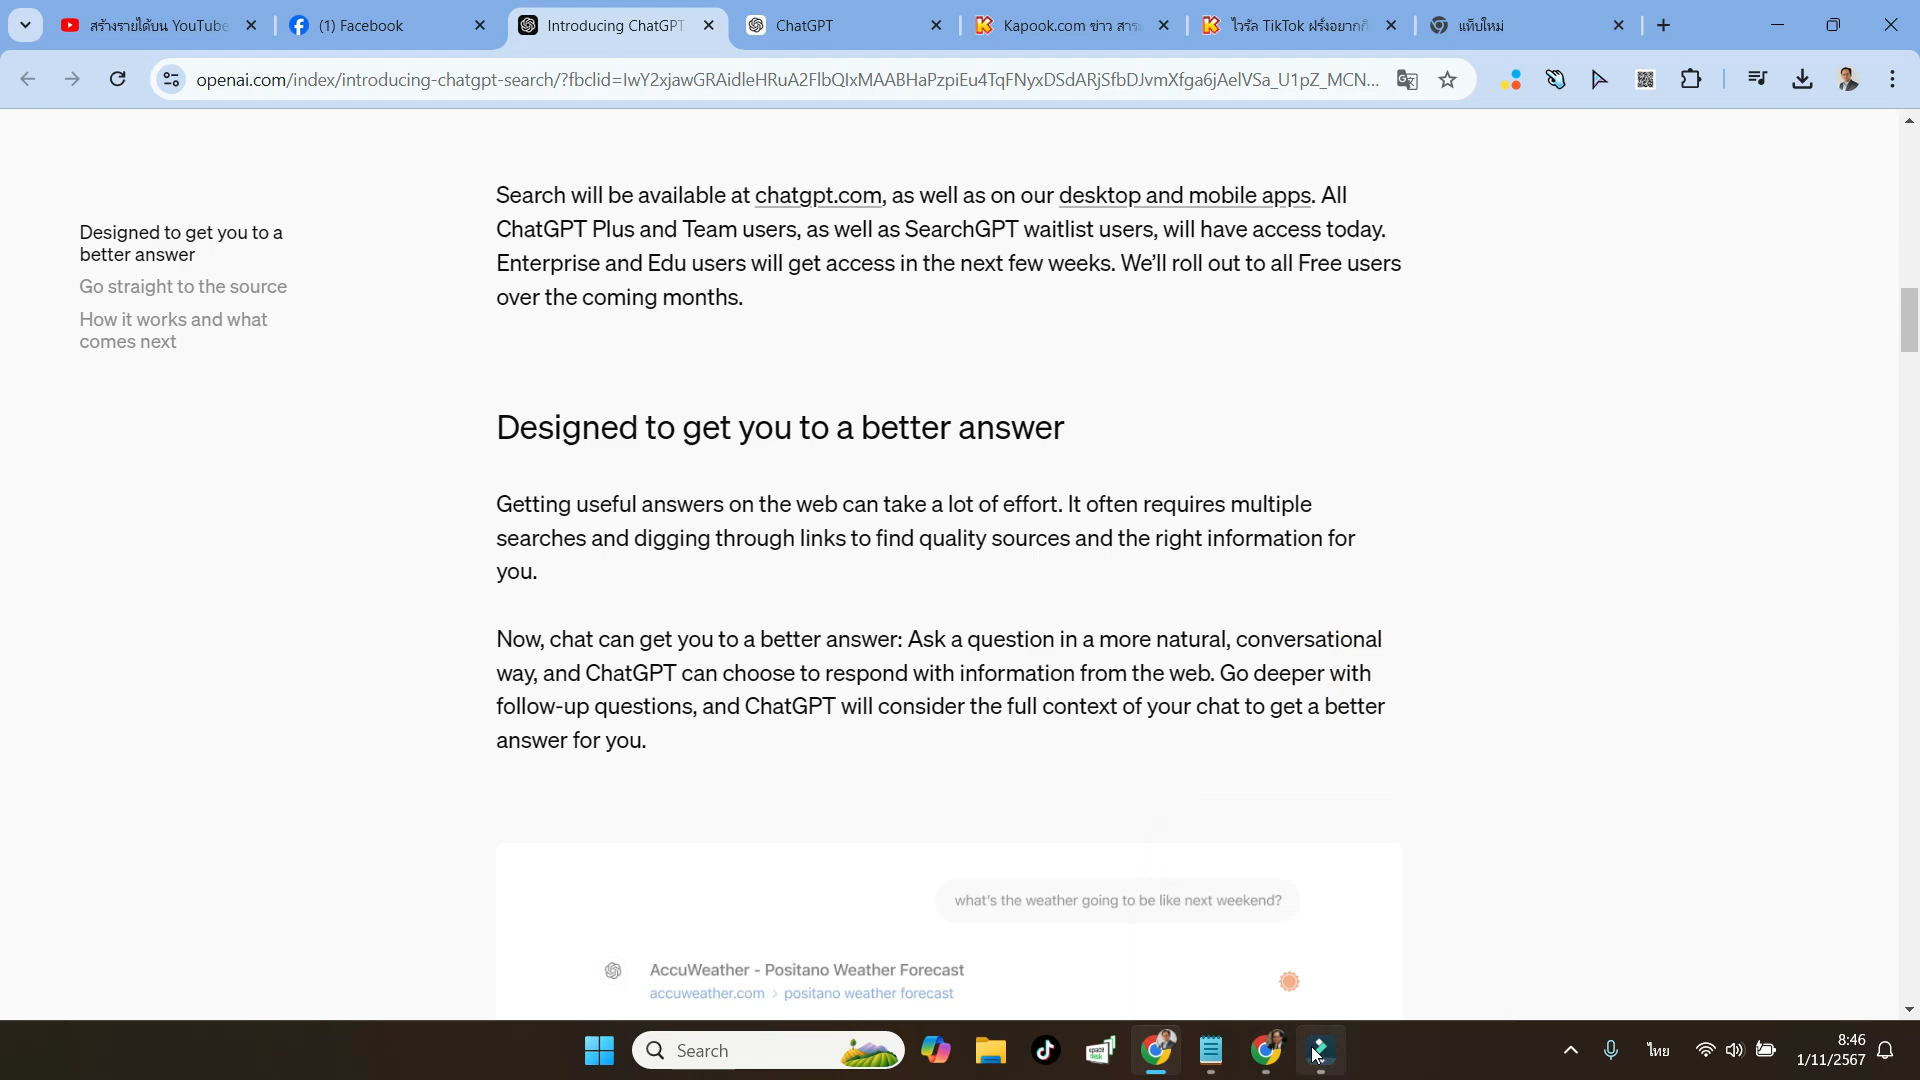 สร้างรายได้บน YouTube
(1) Facebook
Introducing ChatGPT
ChatGPT
Kapook.com ข่าว สาระ
ไวรัล TikTok ฝรั่งอยากกิ
แท็บใหม่
openai.com/index/introducing-chatgpt-search/?fbclid=IwY2xjawGRAidleHRuA2FlbQIxMAABHaPzpiEu4TqFNyxDSdARjSfbDJvmXfga6jAelVSa_U1pZ_MCN...
Designed to get you to a
better answer
Go straight to the source
How it works and what
comes next
Search will be available at chatgpt.com, as well as on our desktop and mobile apps. All
ChatGPT Plus and Team users, as well as SearchGPT waitlist users, will have access today.
Enterprise and Edu users will get access in the next few weeks. We’ll roll out to all Free users
over the coming months.
Designed to get you to a better answer
Getting useful answers on the web can take a lot of effort. It often requires multiple
searches and digging through links to find quality sources and the right information for
you.
Now, chat can get you to a better answer: Ask a question in a more natural, conversational
way, and ChatGPT can choose to respond with information from the web. Go deeper with
follow-up questions, and ChatGPT will consider the full context of your chat to get a better
answer for you.
what's the weather going to be like next weekend?
AccuWeather - Positano Weather Forecast
accuweather.com > positano weather forecast
Search
space desk
ไทย
8:46
1/11/2567